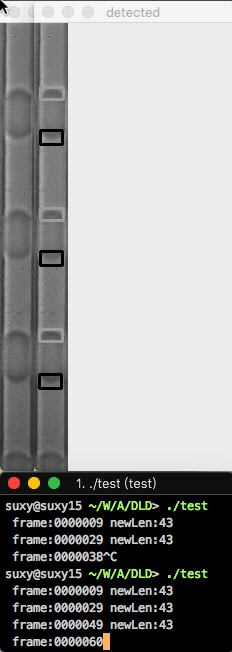 detected
1. ./test (test)
suxy@suxy15 ~/W/A/DLD> ./test
frame:0000009 newLen:43
frame:0000029 newLen:43
frame:0000038^C
suxy@suxy15 ~/W/A/DLD> ./test
frame:0000009 newLen:43
frame:0000029 newLen:43
frame:0000049 newLen:43
frame:0000060